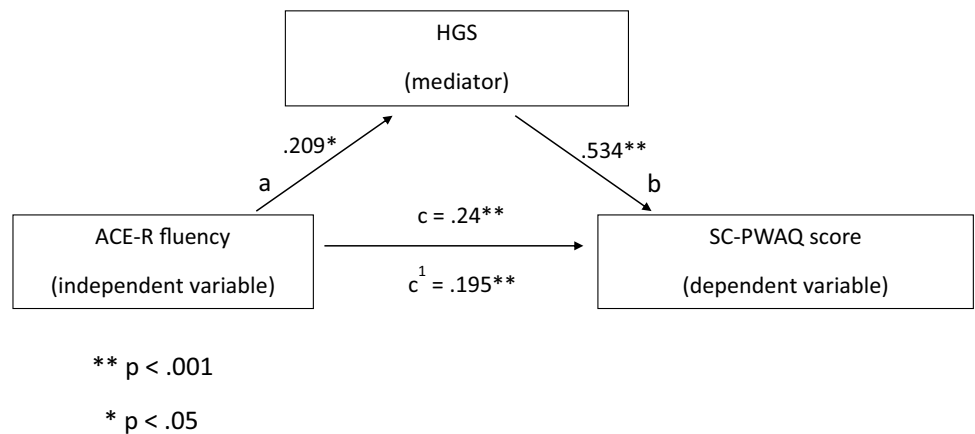 HGS
(mediator)
.209*
.534**
a
b
ACE-R fluency
(independent variable)
c = .24**
c¹ = .195**
SC-PWAQ score
(dependent variable)
** p < .001
* p < .05